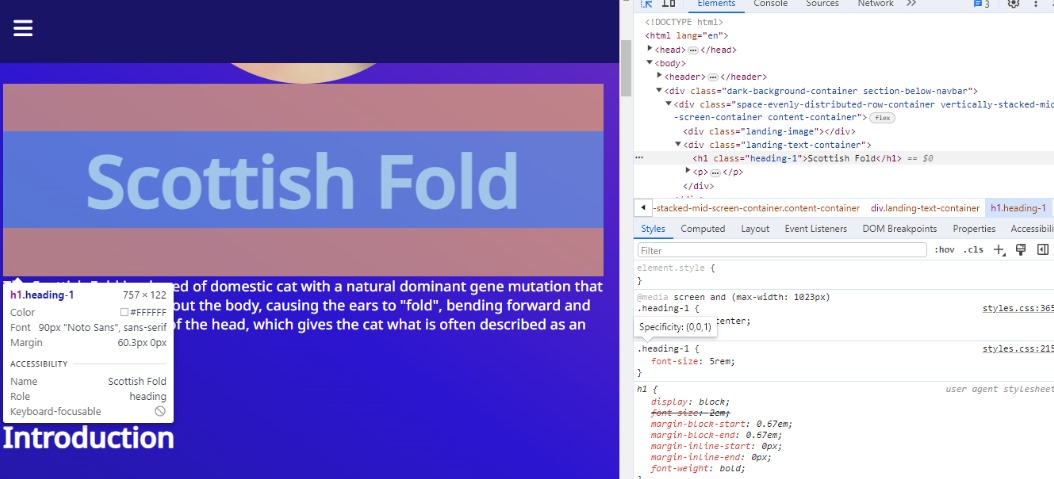 Scottish Fold
The Scottish Fold is a breed of domestic cat with a natural dominant gene mutation that
out the body, causing the ears to "fold", bending forward and
of the head, which gives the cat what is often described as an
h1.heading-1 757 × 122
Color #FFFFFF
Font 90px "Noto Sans", sans-serif
Margin 60.3px 0px
ACCESSIBILITY
Name Scottish Fold
Role heading
Keyboard-focusable
Introduction
Elements Console Sources Network 3
<!DOCTYPE html>
<html lang="en">
<head> </head>
<body>
<header> </header>
<div class="dark-background-container section-below-navbar">
<div class="space-evenly-distributed-row-container vertically-stacked-mid
-screen-container content-container"> flex
<div class="landing-image"></div>
<div class="landing-text-container">
<h1 class="heading-1">Scottish Fold</h1> == $0
<p> </p>
</div>
-stacked-mid-screen-container.content-container div.landing-text-container h1.heading-1
Styles Computed Layout Event Listeners DOM Breakpoints Properties Accessibili
Filter :hov .cls
element.style {
}
@media screen and (max-width: 1023px)
.heading-1 { styles.css:365
center;
Specificity: (0,0,1)
.heading-1 { styles.css:215
font-size: 5rem;
}
h1 { user agent stylesheet
display: block;
font-size: 2em;
margin-block-start: 0.67em;
margin-block-end: 0.67em;
margin-inline-start: 0px;
margin-inline-end: 0px;
font-weight: bold;